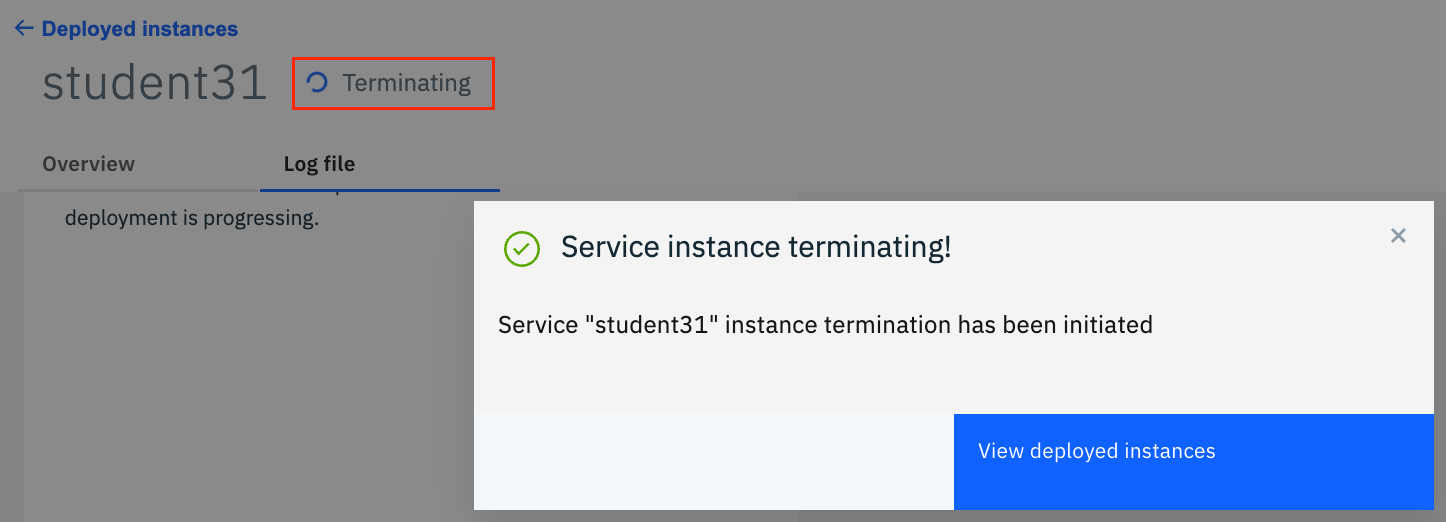 Deployed instances
student31 Terminating
Overview Log file
deployment is progressing.
Service instance terminating!
Service "student31" instance termination has been initiated
View deployed instances